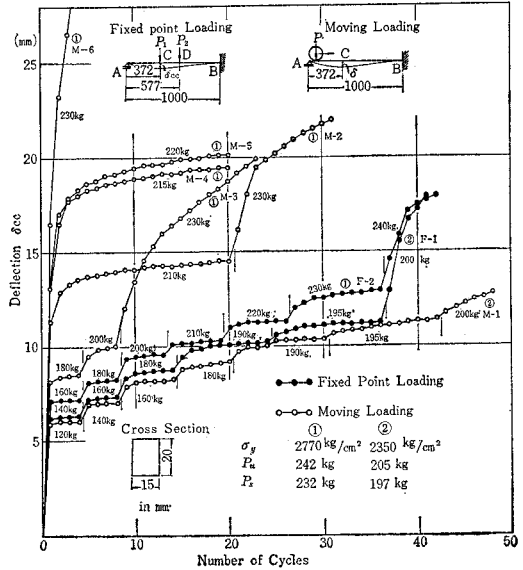 Fixed point Loading
Moving Loading
(mm)
① M-6
P₁ P₂
C D
A
δcc
B
372
577
1000
P
C
A
δ
B
372
1000
25
20
15
10
5
0
Deflection δcc
230kg
220kg ① M-5
215kg M-4 ①
① M-2
① M-3
230kg
230kg
210kg
240kg
② F-1
200 kg
230kg ① F-2
220kg
195kg
210kg
190kg
200kg
180kg
200kg
180kg
180kg
160kg
160kg
140kg
140kg
120kg
160kg
180kg
190kg
195kg
200kg M-1
②
Fixed Point Loading
Moving Loading
① ②
σy 2770 kg/cm² 2350 kg/cm²
Pu 242 kg 205 kg
Ps 232 kg 197 kg
Cross Section
20
15
in mm
0 10 20 30 40 50
Number of Cycles